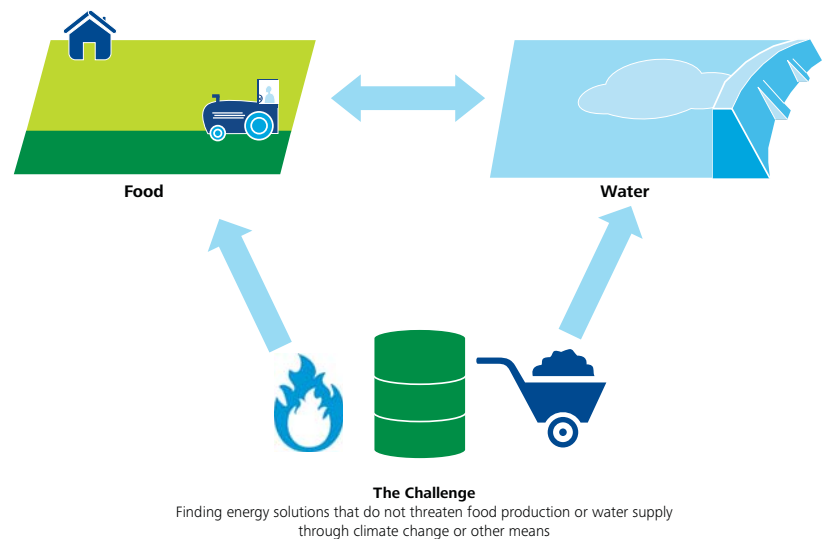 Food
Water
The Challenge
Finding energy solutions that do not threaten food production or water supply
through climate change or other means